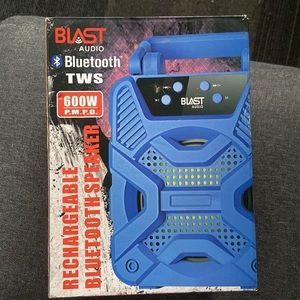 BLAST
AUDIO
Bluetooth®
TWS
600W
P.M.P.O.
RECHARGEABLE
BLUETOOTH SPEAKER
BLAST
AUDIO